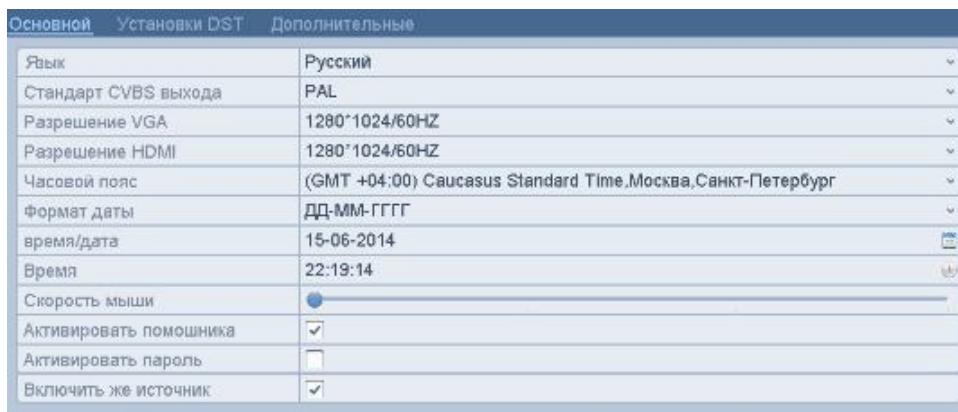 Основной Установки DST Дополнительные
Язык Русский
Стандарт CVBS выхода PAL
Разрешение VGA 1280*1024/60HZ
Разрешение HDMI 1280*1024/60HZ
Часовой пояс (GMT +04:00) Caucasus Standard Time,Москва,Санкт-Петербург
Формат даты ДД-ММ-ГГГГ
время/дата 15-06-2014
Время 22:19:14
Скорость мыши
Активировать помошника
Активировать пароль
Включить же источник